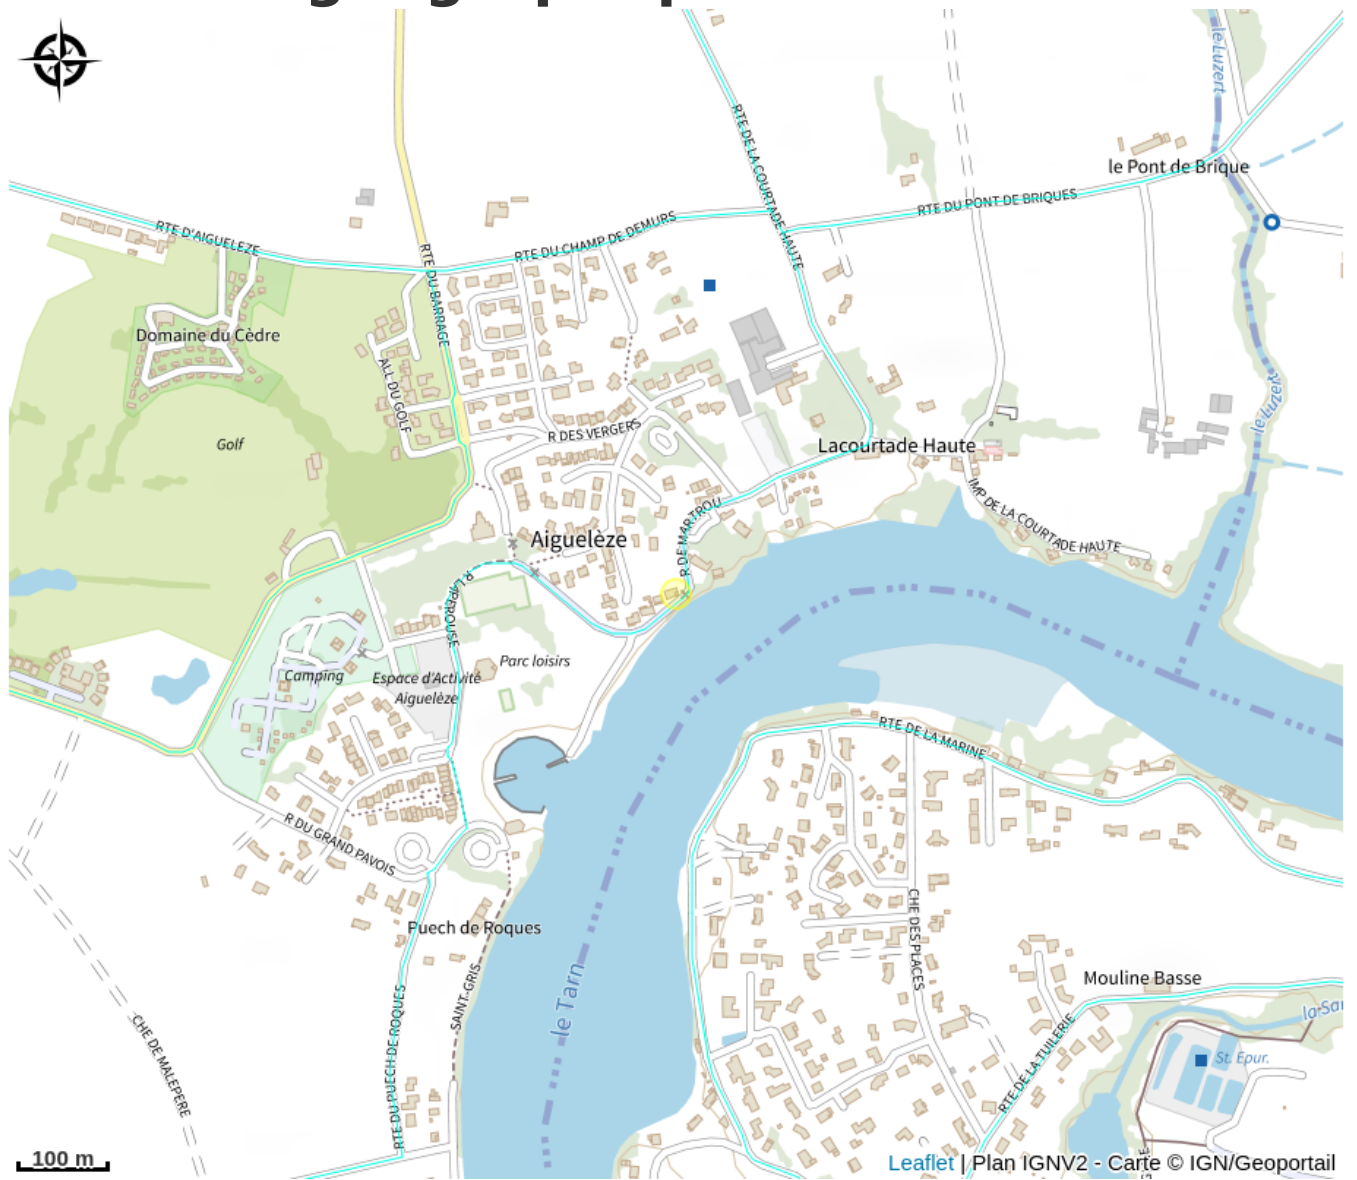 le Luzert
RTE DE LA COURTADE HAUTE
le Pont de Brique
RTE DU PONT DE BRIQUES
RTE D'AIGUELEZE
RTE DU CHAMP DE DEMURS
RTE DU BARRAGE
Domaine du Cèdre
ALL DU GOLF
le Luzert
Golf
R DES VERGERS
Lacourtade Haute
IMP DE LA COURTADE HAUTE
R DE MARTROU
Aiguelèze
R LAPEROUSE
Parc loisirs
Camping
Espace d'Activité
Aiguelèze
RTE DE LA MARINE
R DU GRAND PAVOIS
CHE DES PLACES
Puech de Roques
SAINT-GRIS
le Tarn
Mouline Basse
la Sau
CHE DE MALEPERE
RTE DU PUECH DE ROQUES
RTE DE LA TUILERIE
St. Epur.
100 m
Leaflet | Plan IGNV2 - Carte © IGN/Geoportail